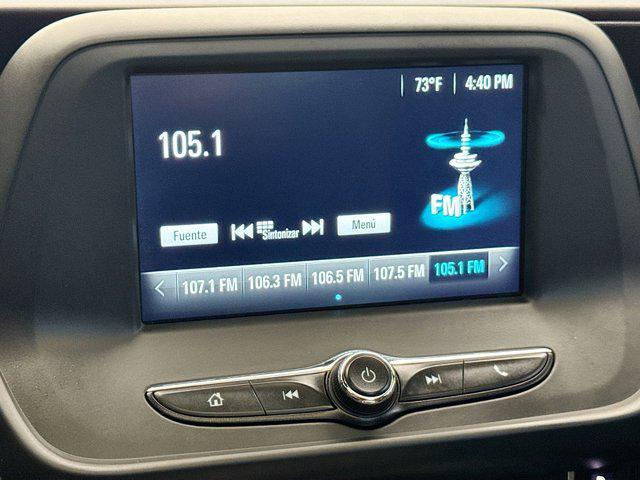 73°F 4:40 PM
105.1
FM
Fuente Sintonizar Menú
107.1 FM 106.3 FM 106.5 FM 107.5 FM 105.1 FM